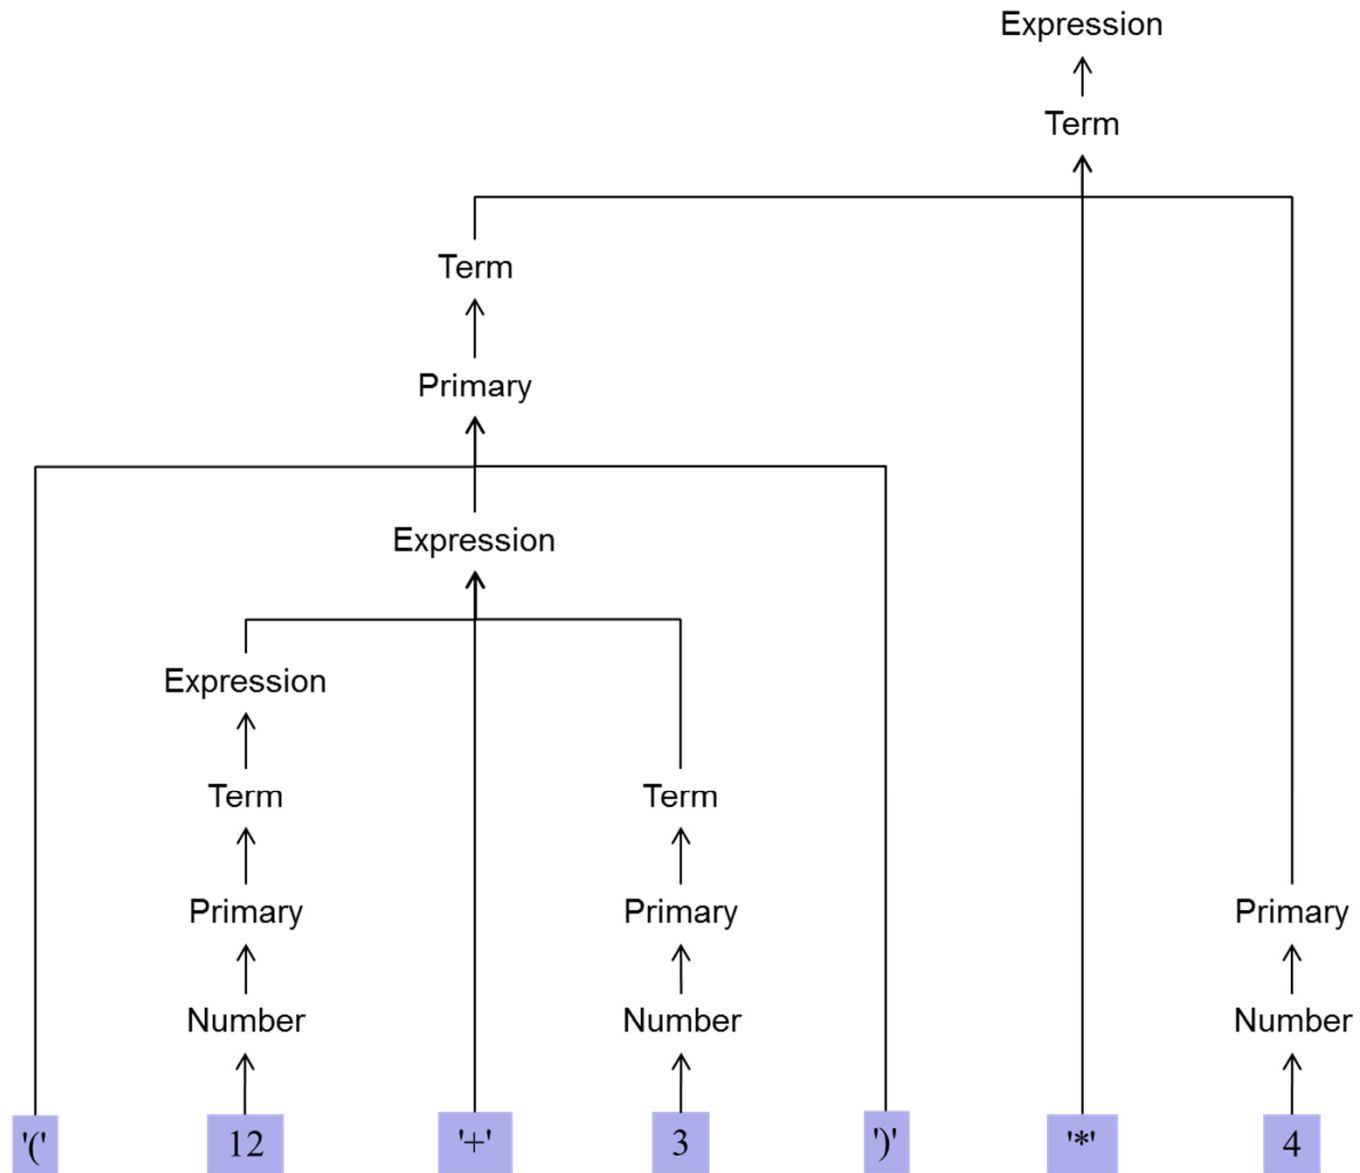 Expression
Term
Term
Primary
Expression
Expression
Term Term
Primary Primary Primary
Number Number Number
'(' 12 '+' 3 ')' '*' 4